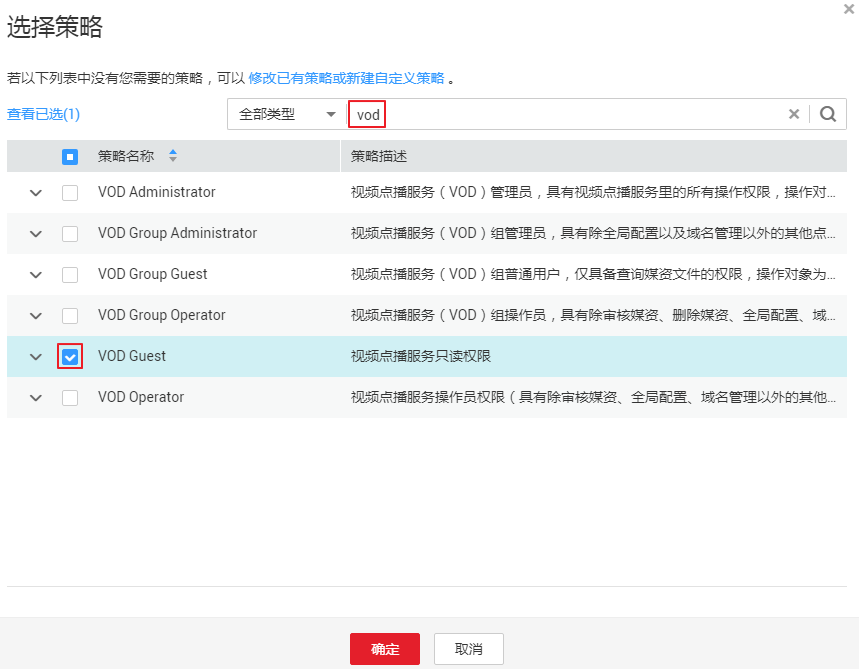 选择策略
若以下列表中没有您需要的策略，可以 修改已有策略或新建自定义策略 。
查看已选(1) 全部类型 vod
策略名称 策略描述
VOD Administrator 视频点播服务（VOD）管理员，具有视频点播服务里的所有操作权限，操作对...
VOD Group Administrator 视频点播服务（VOD）组管理员，具有除全局配置以及域名管理以外的其他点...
VOD Group Guest 视频点播服务（VOD）组普通用户，仅具备查询媒资文件的权限，操作对象为...
VOD Group Operator 视频点播服务（VOD）组操作员，具有除审核媒资、删除媒资、全局配置、域...
VOD Guest 视频点播服务只读权限
VOD Operator 视频点播服务操作员权限（具有除审核媒资、全局配置、域名管理以外的其他...
确定 取消